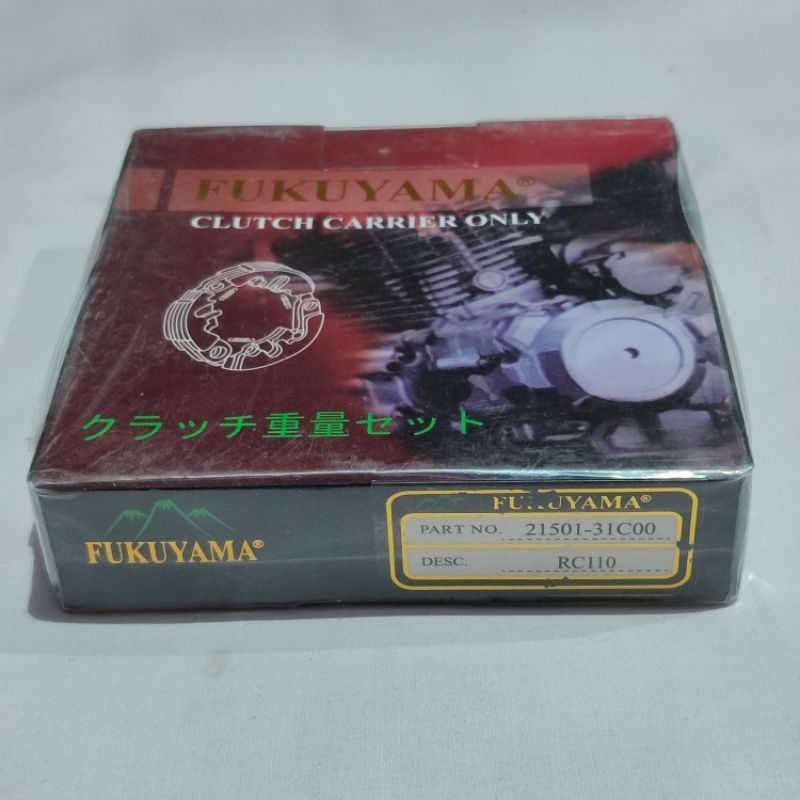 FUKUYAMA®
CLUTCH CARRIER ONLY
クラッチ重量セット
FUKUYAMA®
FUKUYAMA®
PART NO. 21501-31C00
DESC. RC110